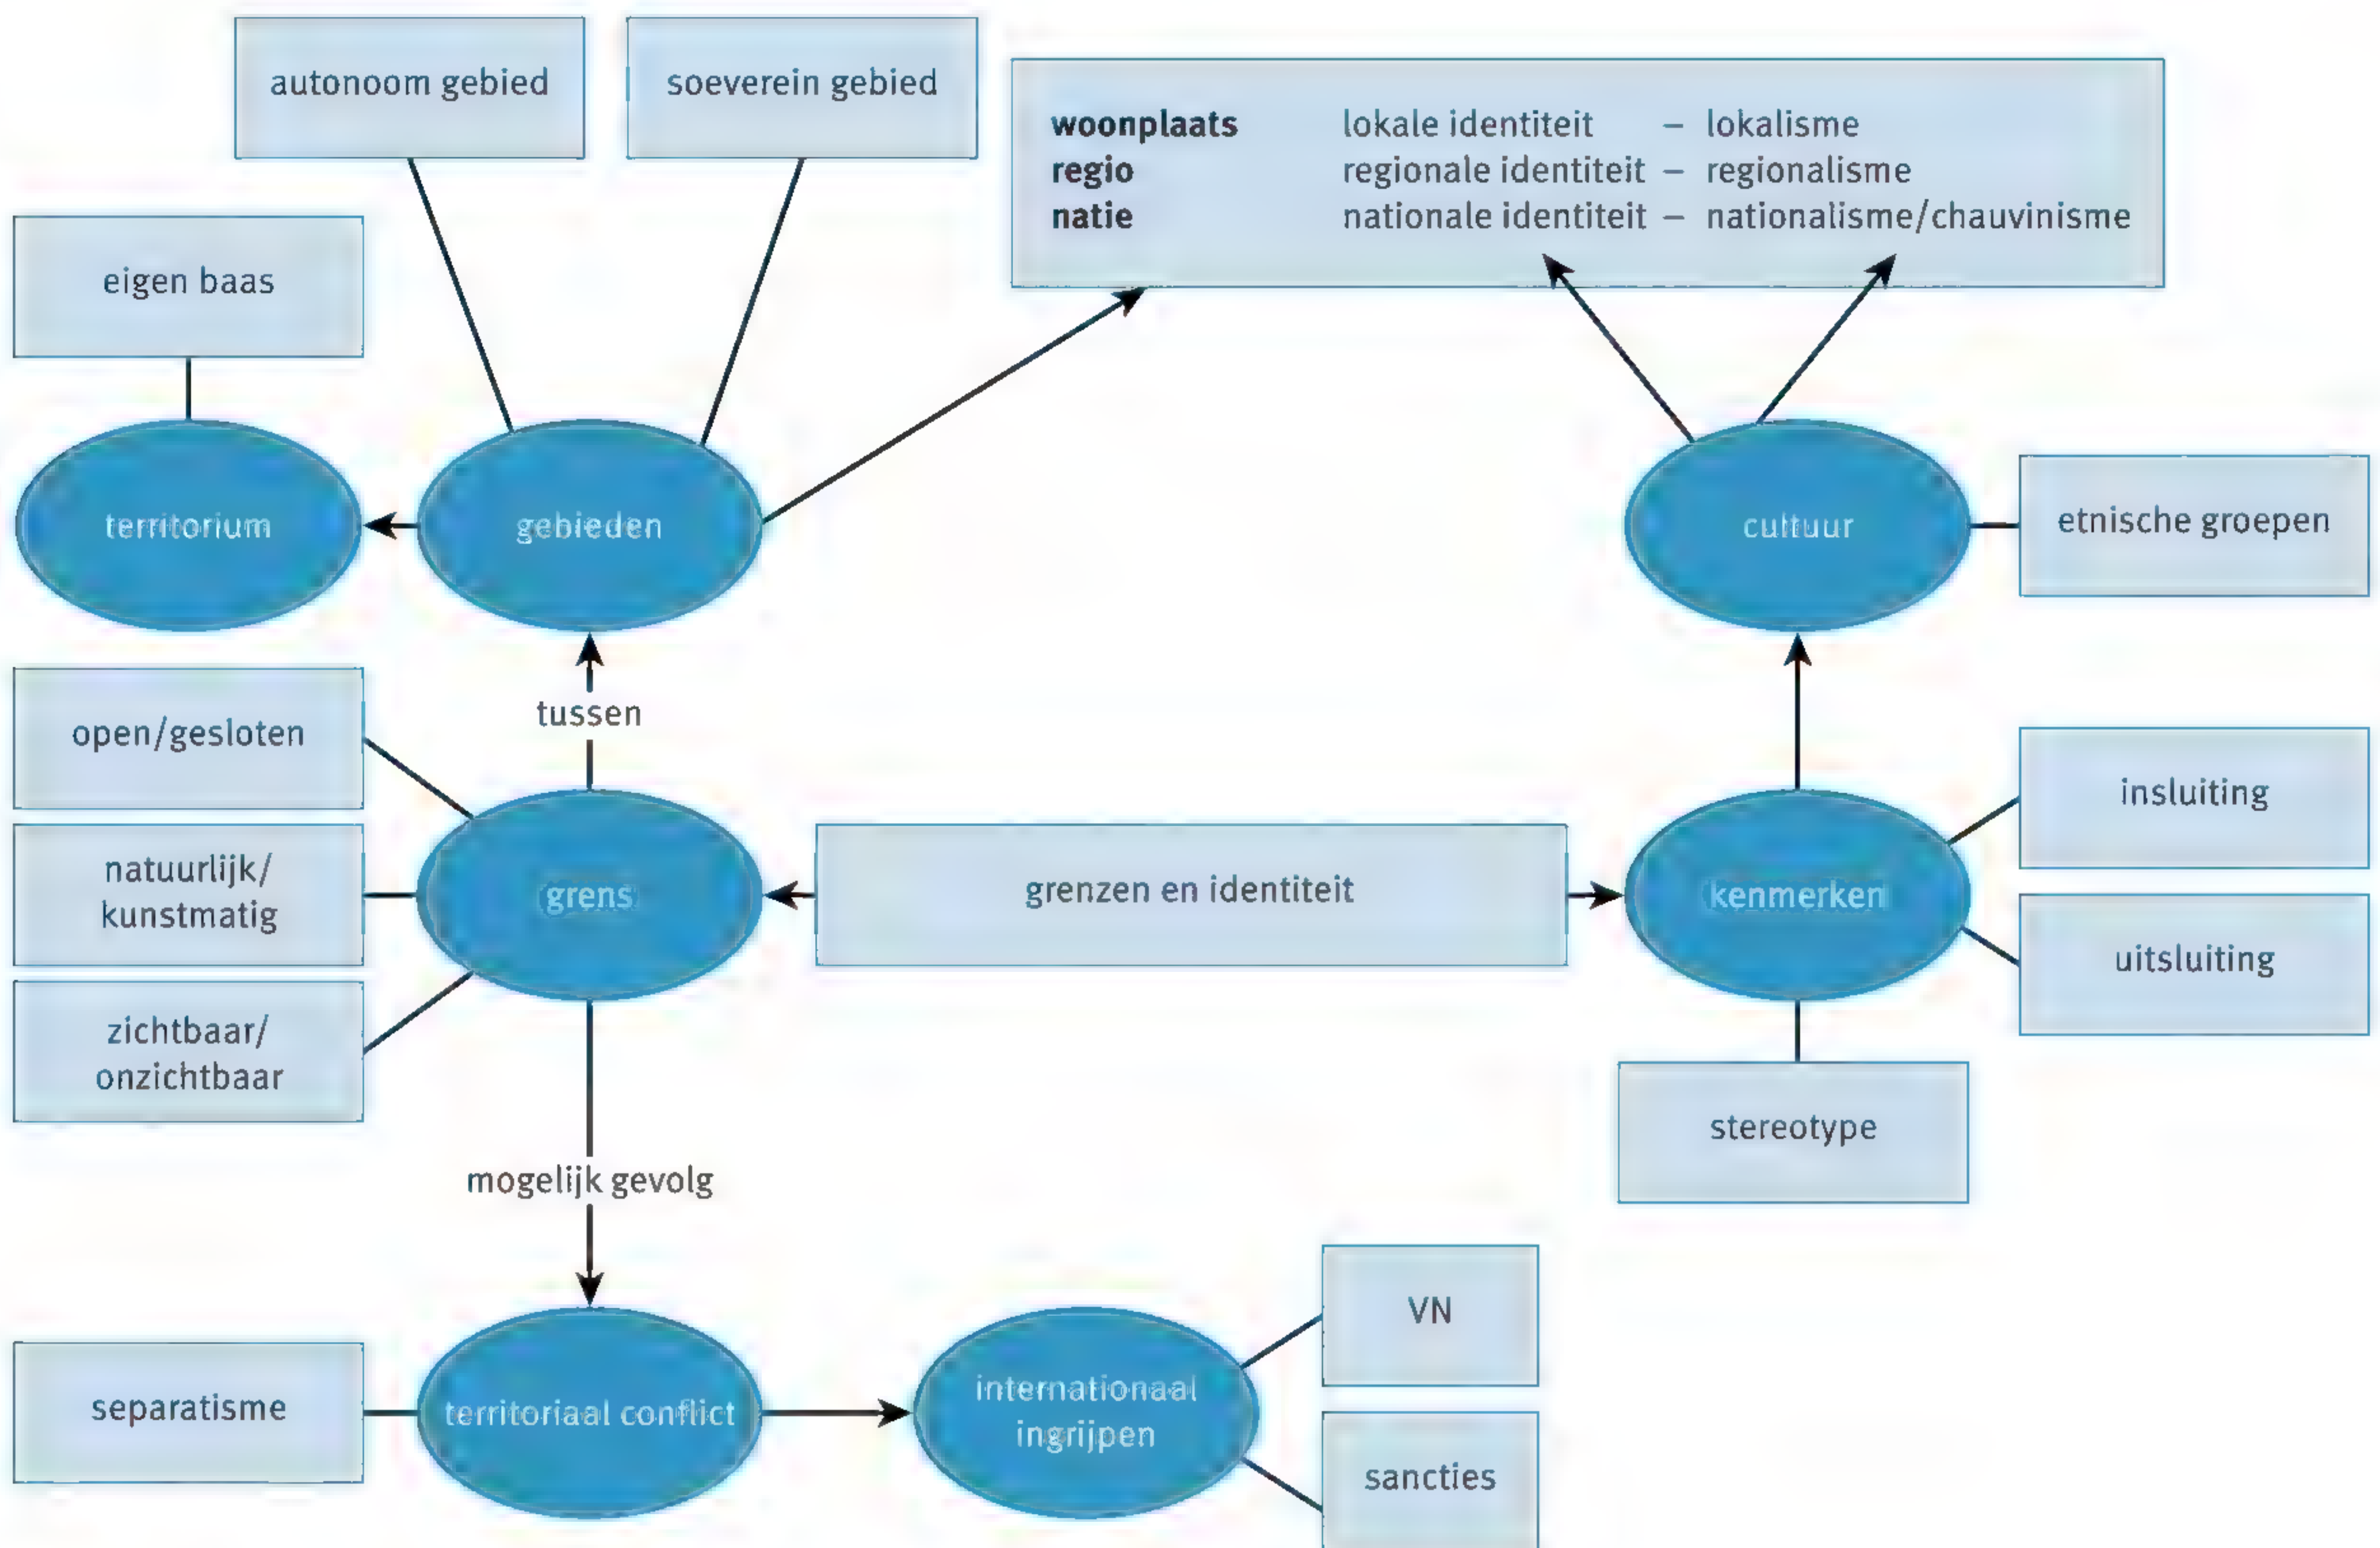 autonoom gebied
soeverein gebied
woonplaats lokale identiteit – lokalisme
regio regionale identiteit – regionalisme
natie nationale identiteit – nationalisme/chauvinisme
eigen baas
territorium
gebieden
cultuur
etnische groepen
tussen
open/gesloten
natuurlijk/
kunstmatig
zichtbaar/
onzichtbaar
grens
grenzen en identiteit
kenmerken
insluiting
uitsluiting
stereotype
mogelijk gevolg
separatisme
territoriaal conflict
internationaal
ingrijpen
VN
sancties